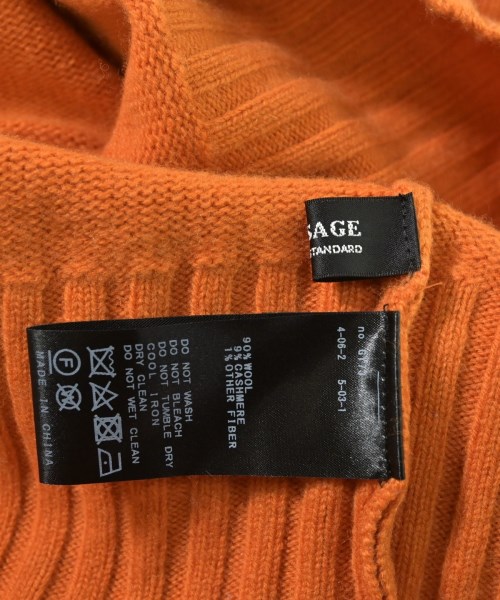 SAGE
STANDARD
4-06-2 5-03-1
90% WOOL
9% CASHMERE
1% OTHER FIBER
DO NOT WASH
DO NOT BLEACH
DO NOT TUMBLE DRY
COOL IRON
DRY CLEAN
DO NOT WET CLEAN
F
MADE IN CHINA